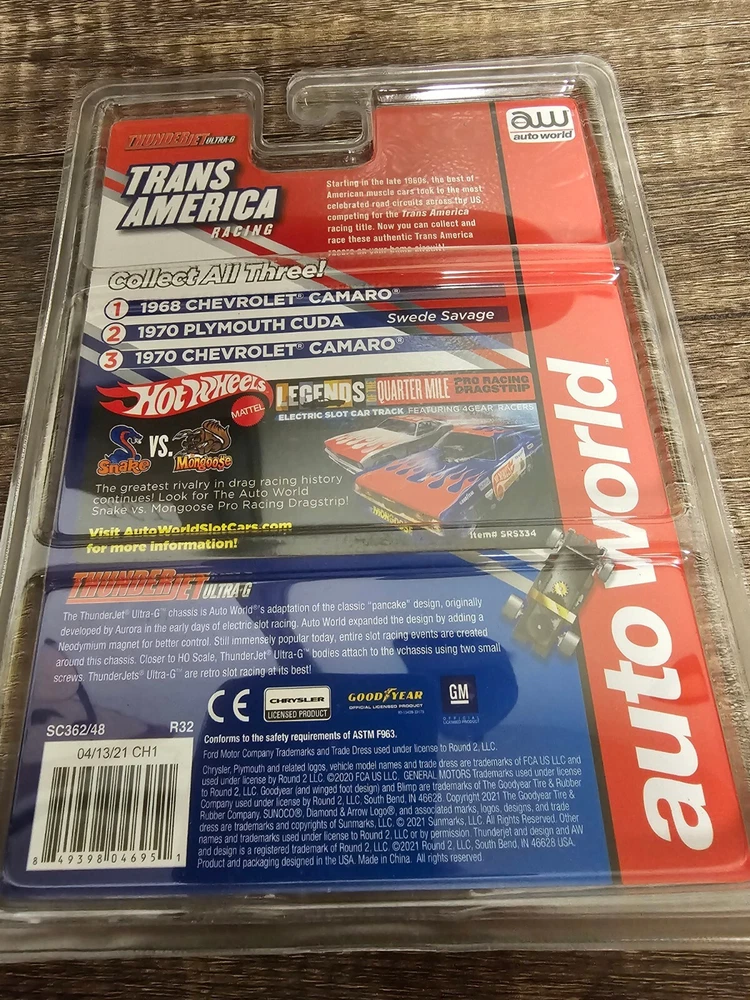 THUNDERJET ULTRA-G
TRANS
AMERICA
RACING
aw
auto world
Starting in the late 1960s, the best of
American muscle cars took to the most
celebrated road circuits across the US,
competing for the Trans America
racing title. Now you can collect and
race these authentic Trans America
racers on your home circuit!
Collect All Three!
1 1968 CHEVROLET® CAMARO®
2 1970 PLYMOUTH CUDA Swede Savage
3 1970 CHEVROLET® CAMARO®
HOT WHEELS
MATTEL
LEGENDS OF THE QUARTER MILE PRO RACING DRAGSTRIP
ELECTRIC SLOT CAR TRACK FEATURING 4GEAR RACERS
Snake VS. Mongoose
The greatest rivalry in drag racing history
continues! Look for The Auto World
Snake vs. Mongoose Pro Racing Dragstrip!
MONGOOSE
Item# SRS334
Visit AutoWorldSlotCars.com
for more information!
auto world™
THUNDERJET ULTRA-G
The ThunderJet® Ultra-G™ chassis is Auto World®'s adaptation of the classic "pancake" design, originally
developed by Aurora in the early days of electric slot racing. Auto World expanded the design by adding a
Neodymium magnet for better control. Still immensely popular today, entire slot racing events are created
around this chassis. Closer to HO Scale, ThunderJet® Ultra-G™ bodies attach to the vchassis using two small
screws. ThunderJets® Ultra-G™ are retro slot racing at its best!
CE
CHRYSLER
LICENSED PRODUCT
GOODYEAR
OFFICIAL LICENSED PRODUCT
GM
OFFICIAL
LICENSED PRODUCT
SC362/48 R32
04/13/21 CH1
8 49398 04695 1
Conforms to the safety requirements of ASTM F963.
Ford Motor Company Trademarks and Trade Dress used under license to Round 2, LLC.
Chrysler, Plymouth and related logos, vehicle model names and trade dress are trademarks of FCA US LLC and
used under license by Round 2 LLC. ©2020 FCA US LLC. GENERAL MOTORS Trademarks used under license
to Round 2, LLC. Goodyear (and winged foot design) and Blimp are trademarks of The Goodyear Tire & Rubber
Company used under license by Round 2, LLC, South Bend, IN 46628. Copyright 2021 The Goodyear Tire &
Rubber Company. SUNOCO®, Diamond & Arrow Logo®, and associated marks, logos, designs, and trade
dress are trademarks and copyrights of Sunmarks, LLC. © 2021 Sunmarks, LLC. All Rights Reserved. Other
names and trademarks used under license to Round 2, LLC or by permission. Thunderjet and design and AW
and design is a registered trademark of Round 2, LLC. ©2021 Round 2, LLC, South Bend, IN 46628 USA.
Product and packaging designed in the USA. Made in China. All rights reserved